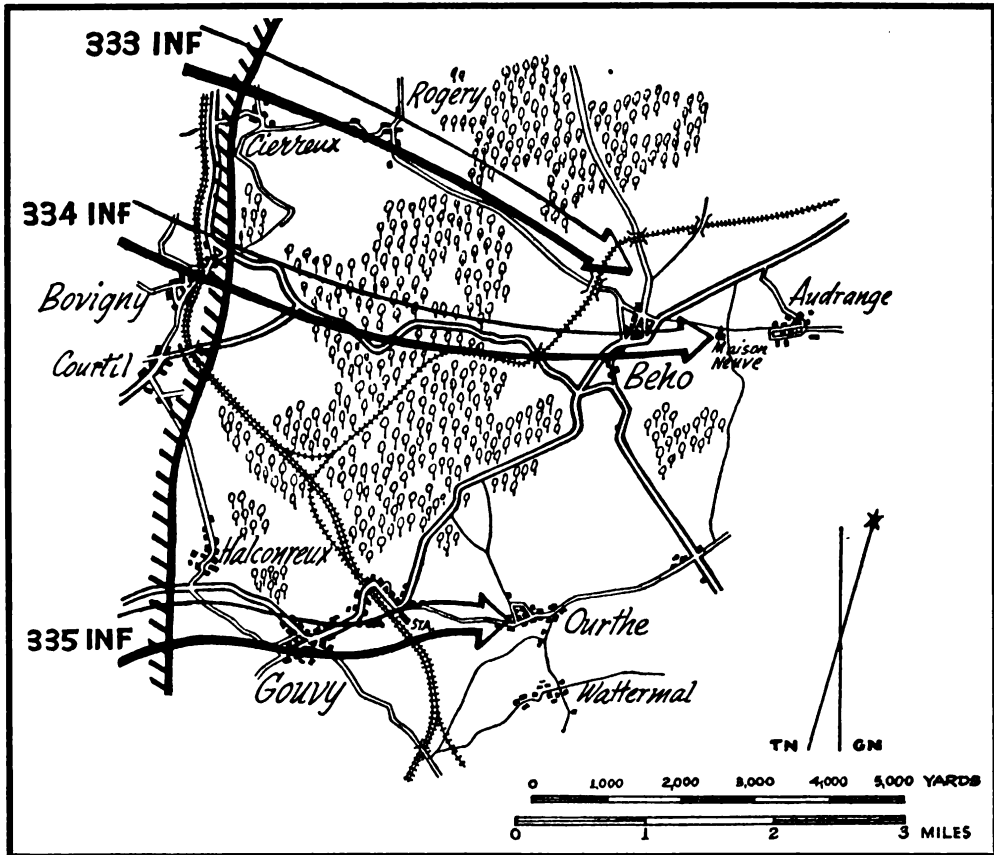 333 INF
Rogery
Cierreux
334 INF
Bovigny
Audrange
Maison
Neuve
Courtil
Beho
Halconreux
STA.
Ourthe
335 INF
Gouvy
Wattermal
TN GN
0 1,000 2,000 3,000 4,000 5,000 YARDS
0 1 2 3 MILES